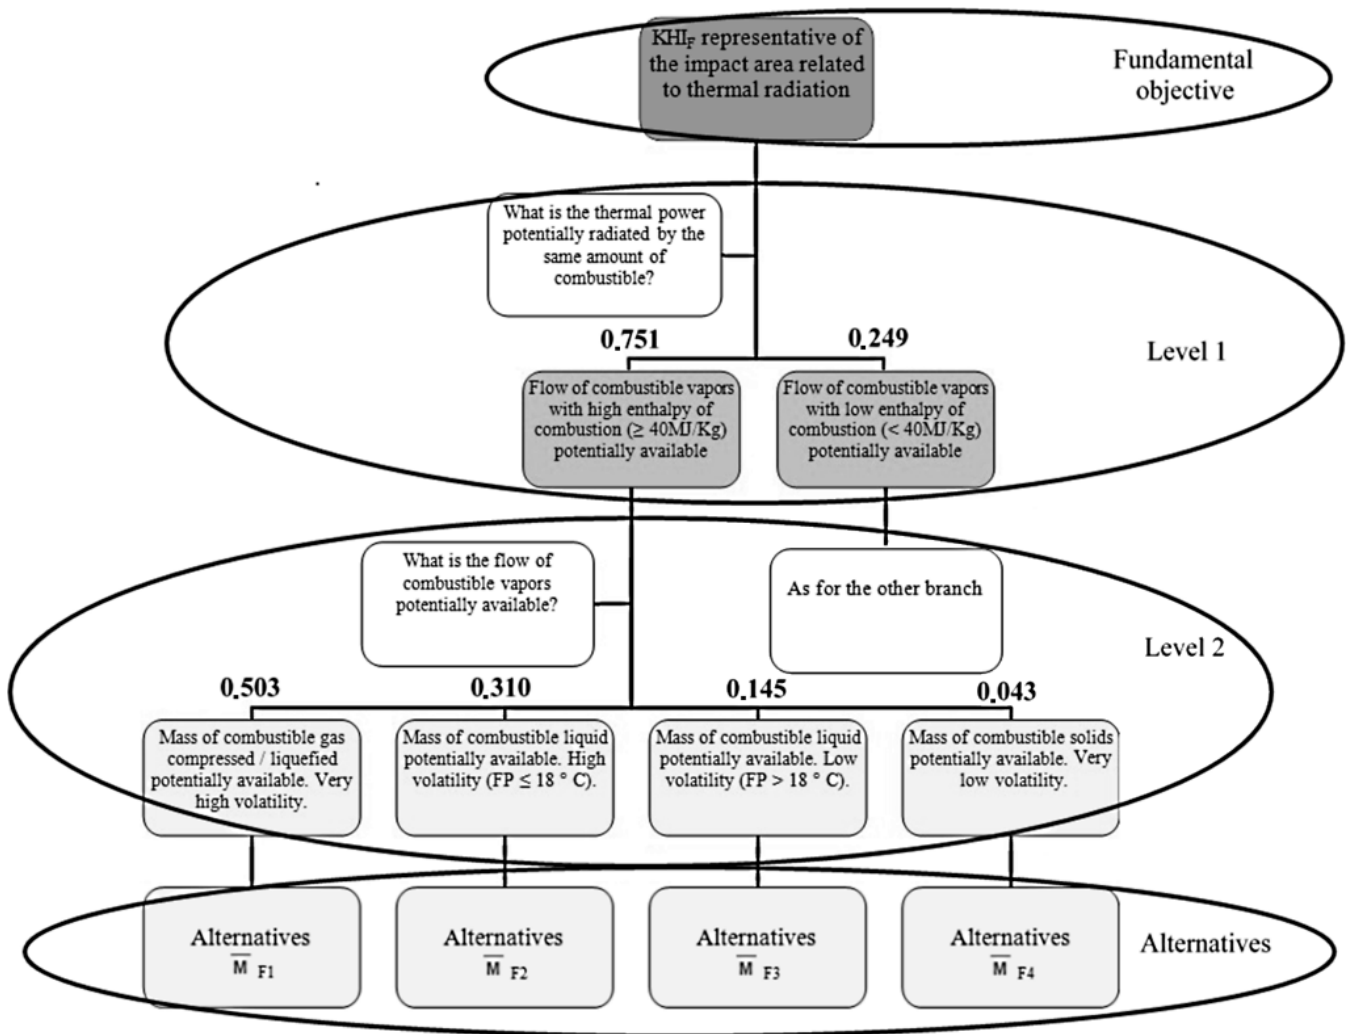 KHIF representative of
the impact area related
to thermal radiation
Fundamental
objective
What is the thermal power
potentially radiated by the
same amount of
combustible?
0.751
0.249
Level 1
Flow of combustible vapors
with high enthalpy of
combustion (≥ 40MJ/Kg)
potentially available
Flow of combustible vapors
with low enthalpy of
combustion (< 40MJ/Kg)
potentially available
What is the flow of
combustible vapors
potentially available?
As for the other branch
Level 2
0.503
0.310
0.145
0.043
Mass of combustible gas
compressed / liquefied
potentially available. Very
high volatility.
Mass of combustible liquid
potentially available. High
volatility (FP ≤ 18 ° C).
Mass of combustible liquid
potentially available. Low
volatility (FP > 18 ° C).
Mass of combustible solids
potentially available. Very
low volatility.
Alternatives
M̅ F1
Alternatives
M̅ F2
Alternatives
M̅ F3
Alternatives
M̅ F4
Alternatives